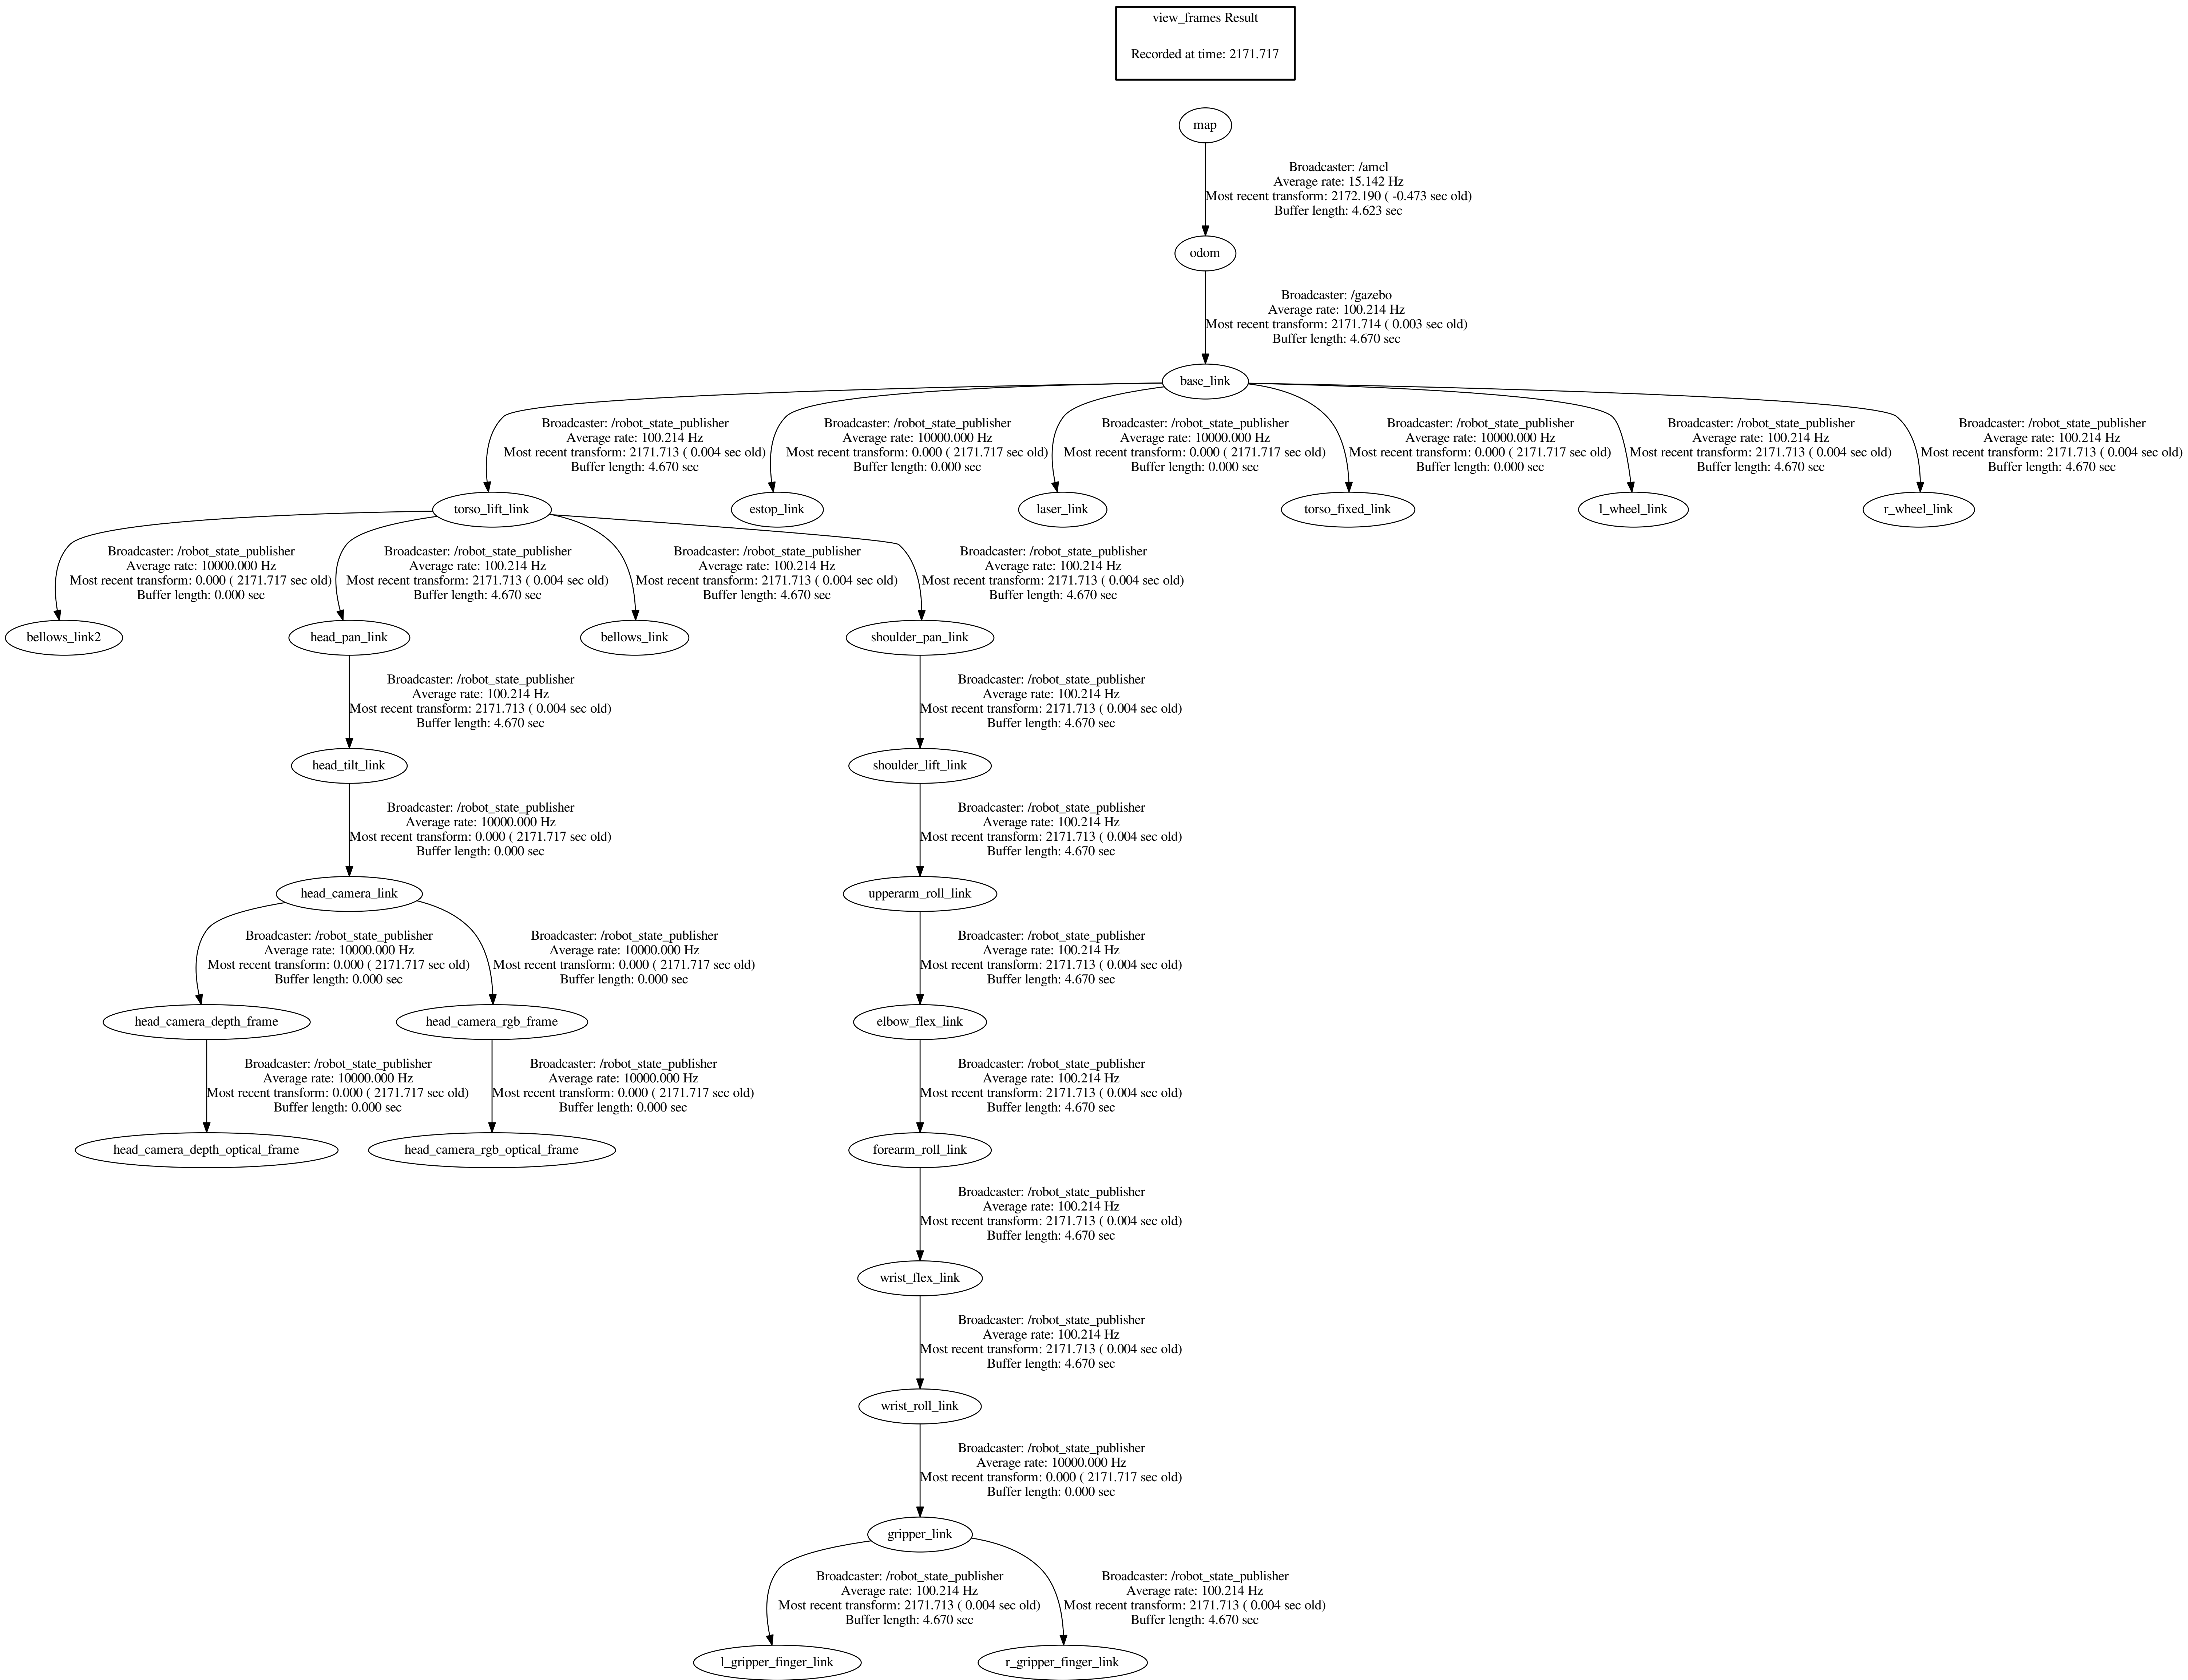 view_frames Result
Recorded at time: 2171.717
map
Broadcaster: /amcl
Average rate: 15.142 Hz
Most recent transform: 2172.190 ( -0.473 sec old)
Buffer length: 4.623 sec
odom
Broadcaster: /gazebo
Average rate: 100.214 Hz
Most recent transform: 2171.714 ( 0.003 sec old)
Buffer length: 4.670 sec
base_link
Broadcaster: /robot_state_publisher
Average rate: 100.214 Hz
Most recent transform: 2171.713 ( 0.004 sec old)
Buffer length: 4.670 sec
Broadcaster: /robot_state_publisher
Average rate: 10000.000 Hz
Most recent transform: 0.000 ( 2171.717 sec old)
Buffer length: 0.000 sec
Broadcaster: /robot_state_publisher
Average rate: 10000.000 Hz
Most recent transform: 0.000 ( 2171.717 sec old)
Buffer length: 0.000 sec
Broadcaster: /robot_state_publisher
Average rate: 10000.000 Hz
Most recent transform: 0.000 ( 2171.717 sec old)
Buffer length: 0.000 sec
Broadcaster: /robot_state_publisher
Average rate: 100.214 Hz
Most recent transform: 2171.713 ( 0.004 sec old)
Buffer length: 4.670 sec
Broadcaster: /robot_state_publisher
Average rate: 100.214 Hz
Most recent transform: 2171.713 ( 0.004 sec old)
Buffer length: 4.670 sec
torso_lift_link
estop_link
laser_link
torso_fixed_link
l_wheel_link
r_wheel_link
Broadcaster: /robot_state_publisher
Average rate: 10000.000 Hz
Most recent transform: 0.000 ( 2171.717 sec old)
Buffer length: 0.000 sec
Broadcaster: /robot_state_publisher
Average rate: 100.214 Hz
Most recent transform: 2171.713 ( 0.004 sec old)
Buffer length: 4.670 sec
Broadcaster: /robot_state_publisher
Average rate: 100.214 Hz
Most recent transform: 2171.713 ( 0.004 sec old)
Buffer length: 4.670 sec
Broadcaster: /robot_state_publisher
Average rate: 100.214 Hz
Most recent transform: 2171.713 ( 0.004 sec old)
Buffer length: 4.670 sec
bellows_link2
head_pan_link
bellows_link
shoulder_pan_link
Broadcaster: /robot_state_publisher
Average rate: 100.214 Hz
Most recent transform: 2171.713 ( 0.004 sec old)
Buffer length: 4.670 sec
Broadcaster: /robot_state_publisher
Average rate: 100.214 Hz
Most recent transform: 2171.713 ( 0.004 sec old)
Buffer length: 4.670 sec
head_tilt_link
shoulder_lift_link
Broadcaster: /robot_state_publisher
Average rate: 10000.000 Hz
Most recent transform: 0.000 ( 2171.717 sec old)
Buffer length: 0.000 sec
Broadcaster: /robot_state_publisher
Average rate: 100.214 Hz
Most recent transform: 2171.713 ( 0.004 sec old)
Buffer length: 4.670 sec
head_camera_link
upperarm_roll_link
Broadcaster: /robot_state_publisher
Average rate: 10000.000 Hz
Most recent transform: 0.000 ( 2171.717 sec old)
Buffer length: 0.000 sec
Broadcaster: /robot_state_publisher
Average rate: 10000.000 Hz
Most recent transform: 0.000 ( 2171.717 sec old)
Buffer length: 0.000 sec
Broadcaster: /robot_state_publisher
Average rate: 100.214 Hz
Most recent transform: 2171.713 ( 0.004 sec old)
Buffer length: 4.670 sec
head_camera_depth_frame
head_camera_rgb_frame
elbow_flex_link
Broadcaster: /robot_state_publisher
Average rate: 10000.000 Hz
Most recent transform: 0.000 ( 2171.717 sec old)
Buffer length: 0.000 sec
Broadcaster: /robot_state_publisher
Average rate: 10000.000 Hz
Most recent transform: 0.000 ( 2171.717 sec old)
Buffer length: 0.000 sec
Broadcaster: /robot_state_publisher
Average rate: 100.214 Hz
Most recent transform: 2171.713 ( 0.004 sec old)
Buffer length: 4.670 sec
head_camera_depth_optical_frame
head_camera_rgb_optical_frame
forearm_roll_link
Broadcaster: /robot_state_publisher
Average rate: 100.214 Hz
Most recent transform: 2171.713 ( 0.004 sec old)
Buffer length: 4.670 sec
wrist_flex_link
Broadcaster: /robot_state_publisher
Average rate: 100.214 Hz
Most recent transform: 2171.713 ( 0.004 sec old)
Buffer length: 4.670 sec
wrist_roll_link
Broadcaster: /robot_state_publisher
Average rate: 10000.000 Hz
Most recent transform: 0.000 ( 2171.717 sec old)
Buffer length: 0.000 sec
gripper_link
Broadcaster: /robot_state_publisher
Average rate: 100.214 Hz
Most recent transform: 2171.713 ( 0.004 sec old)
Buffer length: 4.670 sec
Broadcaster: /robot_state_publisher
Average rate: 100.214 Hz
Most recent transform: 2171.713 ( 0.004 sec old)
Buffer length: 4.670 sec
l_gripper_finger_link
r_gripper_finger_link